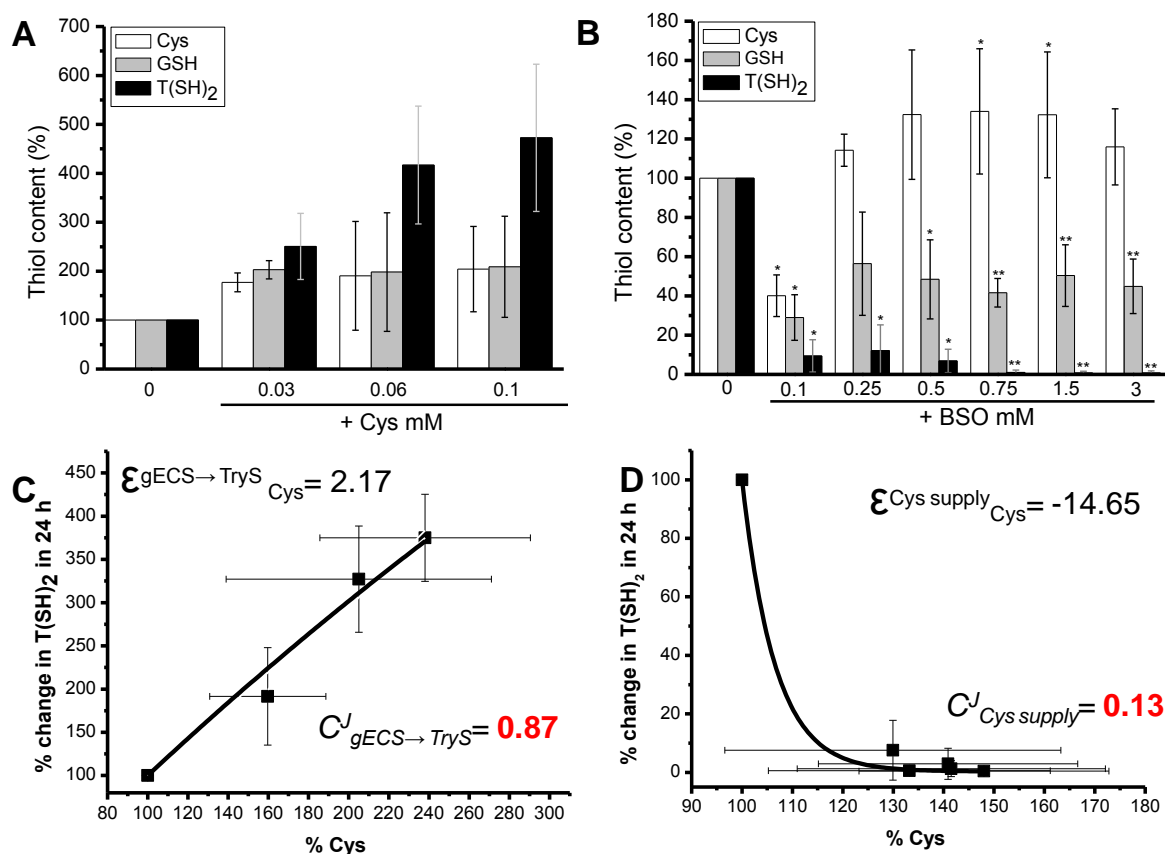 A
Thiol content (%)
700
600
500
400
300
200
100
0
Cys
GSH
T(SH)2
0 0.03 0.06 0.1
+ Cys mM
B
Thiol content (%)
180
160
140
120
100
80
60
40
20
0
Cys
GSH
T(SH)2
* * * * * * * * ** ** ** ** ** **
0 0.1 0.25 0.5 0.75 1.5 3
+ BSO mM
C
% change in T(SH)2 in 24 h
450
400
350
300
250
200
150
100
εgECS→TrySCys= 2.17
CJgECS→TryS= 0.87
100 120 140 160 180 200 220 240 260 280 300
% Cys
D
% change in T(SH)2 in 24 h
100
80
60
40
20
0
εCys supplyCys= -14.65
CJCys supply= 0.13
90 100 110 120 130 140 150 160 170 180
% Cys